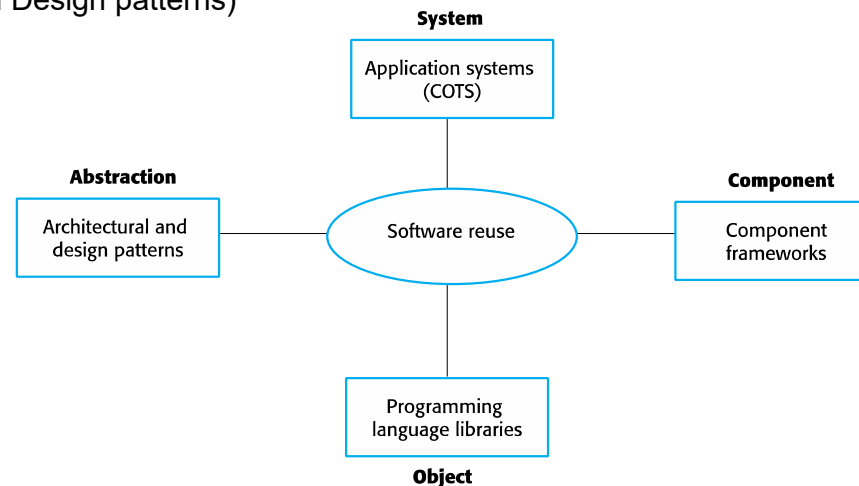 Design patterns)
System
Application systems
(COTS)
Abstraction
Architectural and
design patterns
Software reuse
Component
Component
frameworks
Programming
language libraries
Object